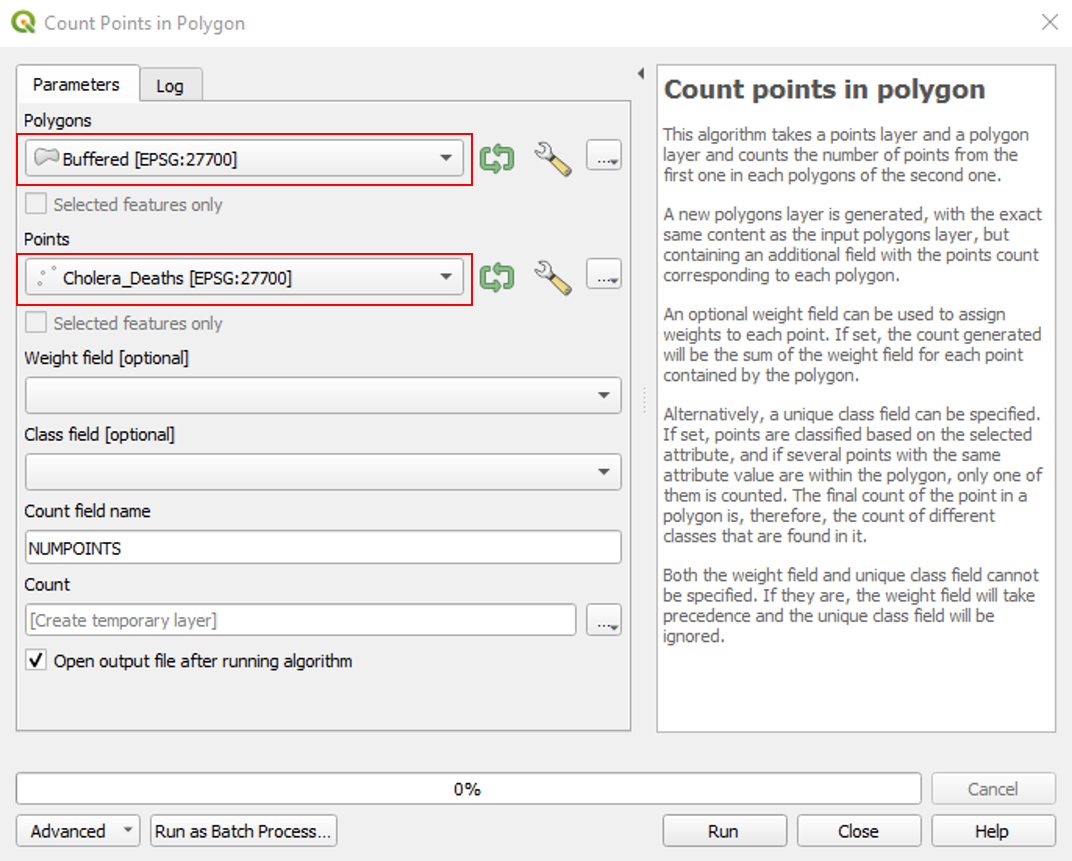 Count Points in Polygon
Parameters
Log
Polygons
Buffered [EPSG:27700]
...
Selected features only
Points
Cholera_Deaths [EPSG:27700]
...
Selected features only
Weight field [optional]
Class field [optional]
Count field name
NUMPOINTS
Count
[Create temporary layer]
...
Open output file after running algorithm
Count points in polygon
This algorithm takes a points layer and a polygon
layer and counts the number of points from the
first one in each polygons of the second one.
A new polygons layer is generated, with the exact
same content as the input polygons layer, but
containing an additional field with the points count
corresponding to each polygon.
An optional weight field can be used to assign
weights to each point. If set, the count generated
will be the sum of the weight field for each point
contained by the polygon.
Alternatively, a unique class field can be specified.
If set, points are classified based on the selected
attribute, and if several points with the same
attribute value are within the polygon, only one of
them is counted. The final count of the point in a
polygon is, therefore, the count of different
classes that are found in it.
Both the weight field and unique class field cannot
be specified. If they are, the weight field will take
precedence and the unique class field will be
ignored.
0%
Cancel
Advanced
Run as Batch Process...
Run
Close
Help